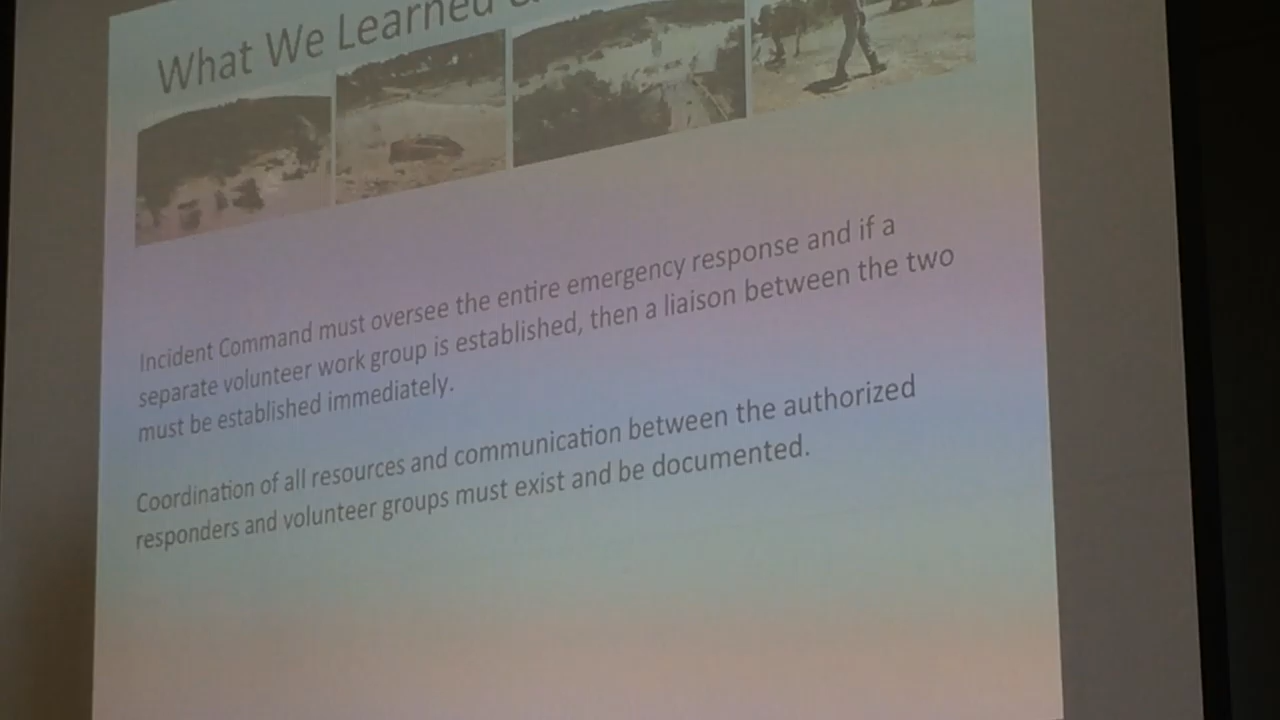 What We Learned
Incident Command must oversee the entire emergency response and if a
separate volunteer work group is established, then a liaison between the two
must be established immediately.
Coordination of all resources and communication between the authorized
responders and volunteer groups must exist and be documented.